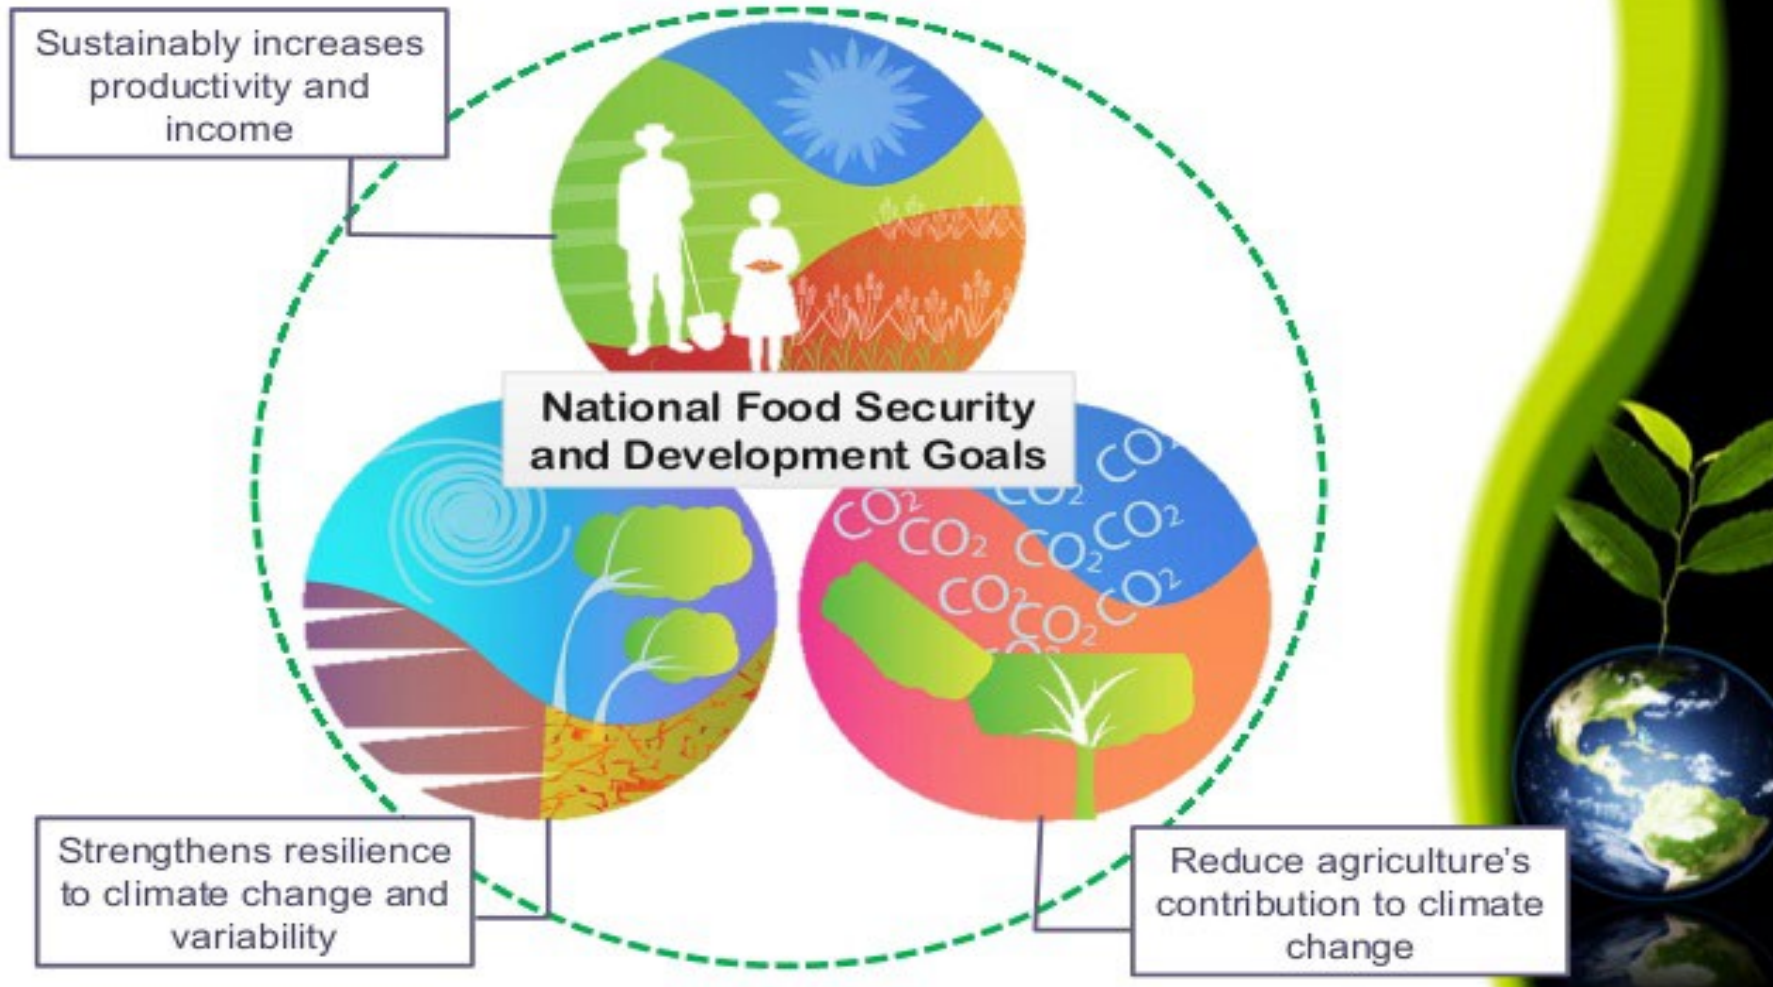 Sustainably increases
productivity and
income
National Food Security
and Development Goals
CO2
CO2
CO2
CO2
CO2
CO2
CO2
CO2
CO2
CO2
Strengthens resilience
to climate change and
variability
Reduce agriculture's
contribution to climate
change